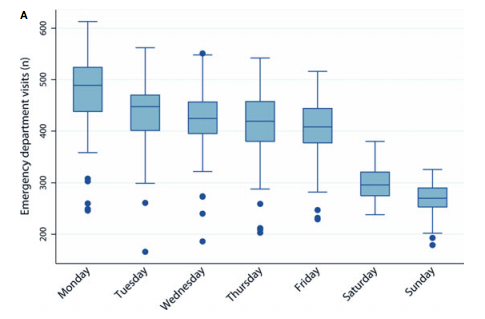 A
Emergency department visits (n)
600
500
400
300
200
Monday
Tuesday
Wednesday
Thursday
Friday
Saturday
Sunday